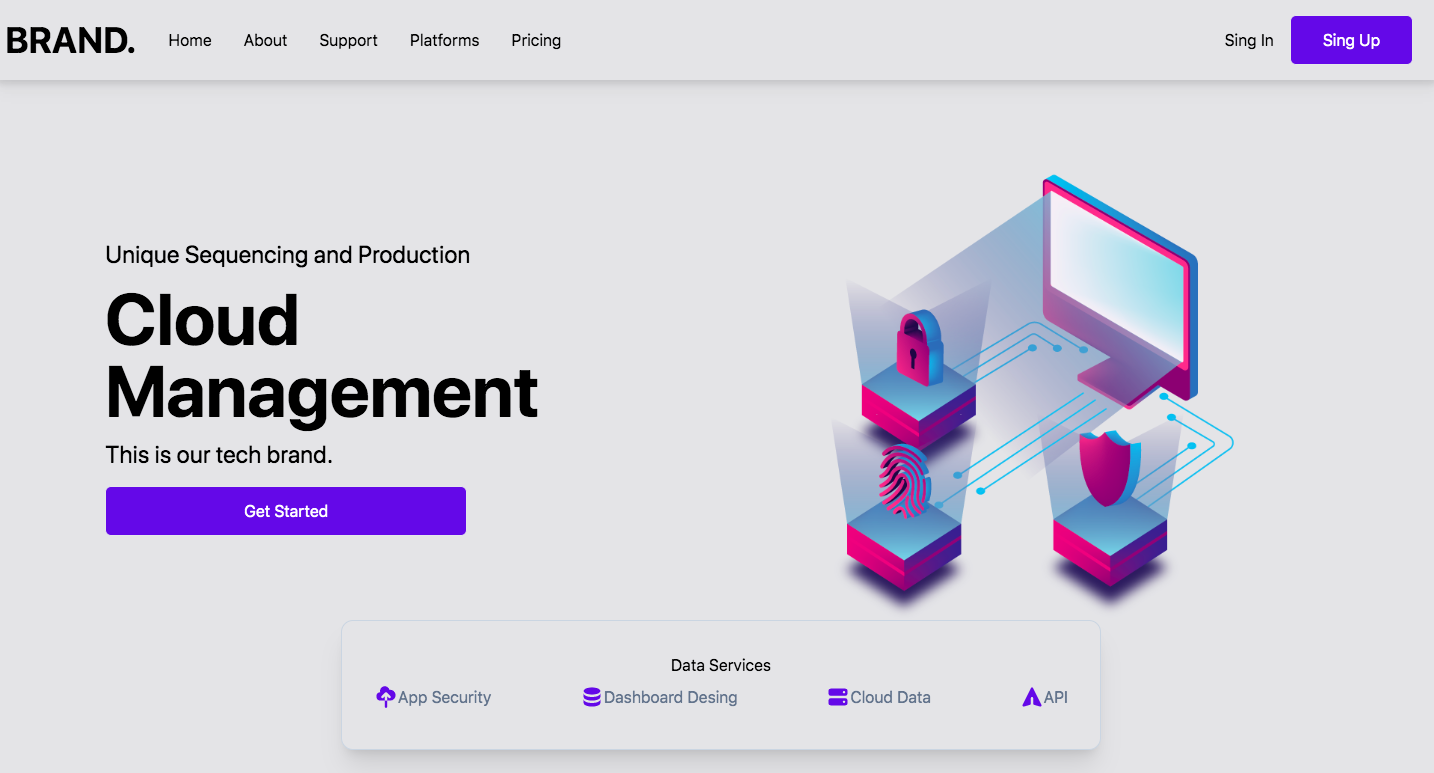 BRAND. Home About Support Platforms Pricing Sing In Sing Up
Unique Sequencing and Production
Cloud
Management
This is our tech brand.
Get Started
Data Services
App Security Dashboard Desing Cloud Data API